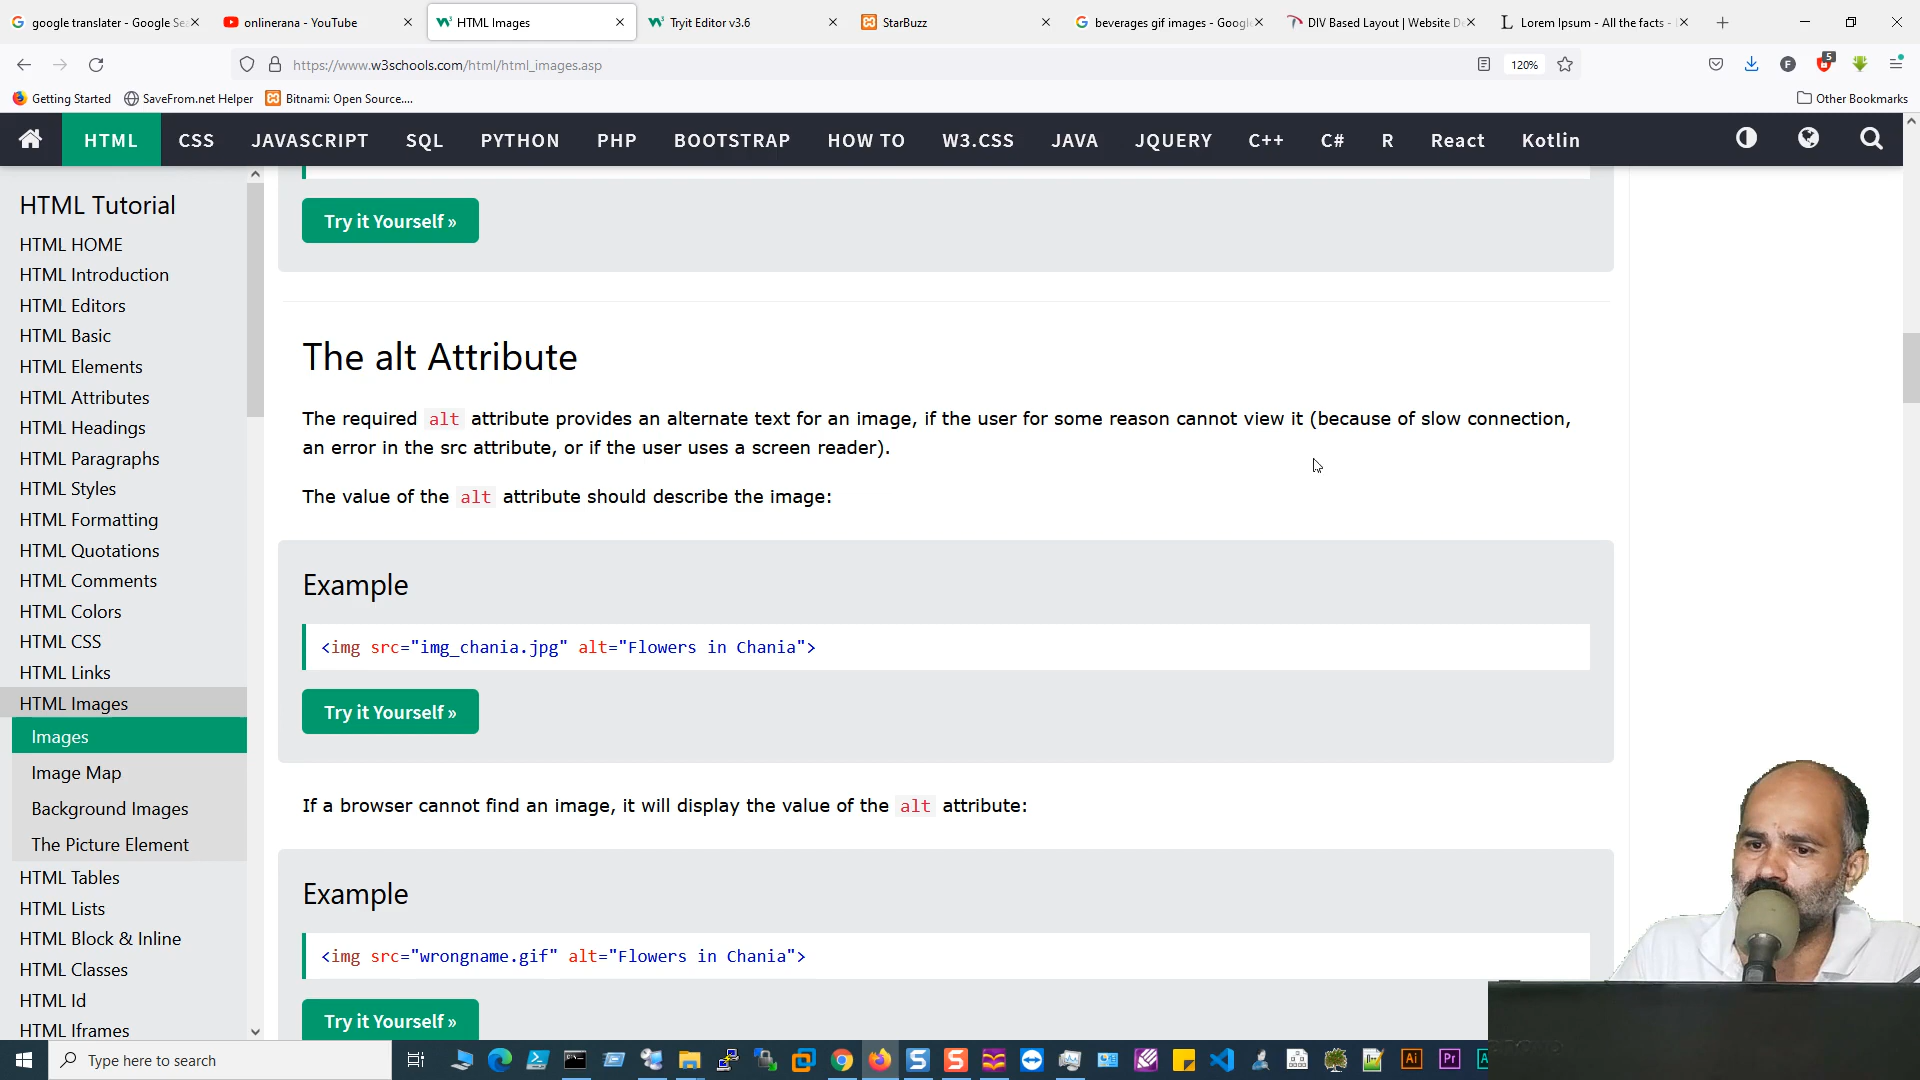 google translater - Google Se
onlinerana - YouTube
HTML Images
Tryit Editor v3.6
StarBuzz
beverages gif images - Googl
DIV Based Layout | Website De
Lorem Ipsum - All the facts -
https://www.w3schools.com/html/html_images.asp
120%
5
Getting Started
SaveFrom.net Helper
Bitnami: Open Source....
Other Bookmarks
HTML CSS JAVASCRIPT SQL PYTHON PHP BOOTSTRAP HOW TO W3.CSS JAVA JQUERY C++ C# R React Kotlin
HTML Tutorial
HTML HOME
HTML Introduction
HTML Editors
HTML Basic
HTML Elements
HTML Attributes
HTML Headings
HTML Paragraphs
HTML Styles
HTML Formatting
HTML Quotations
HTML Comments
HTML Colors
HTML CSS
HTML Links
HTML Images
Images
Image Map
Background Images
The Picture Element
HTML Tables
HTML Lists
HTML Block & Inline
HTML Classes
HTML Id
HTML Iframes
Try it Yourself »
The alt Attribute
The required alt attribute provides an alternate text for an image, if the user for some reason cannot view it (because of slow connection,
an error in the src attribute, or if the user uses a screen reader).
The value of the alt attribute should describe the image:
Example
<img src="img_chania.jpg" alt="Flowers in Chania">
Try it Yourself »
If a browser cannot find an image, it will display the value of the alt attribute:
Example
<img src="wrongname.gif" alt="Flowers in Chania">
Try it Yourself »
Type here to search